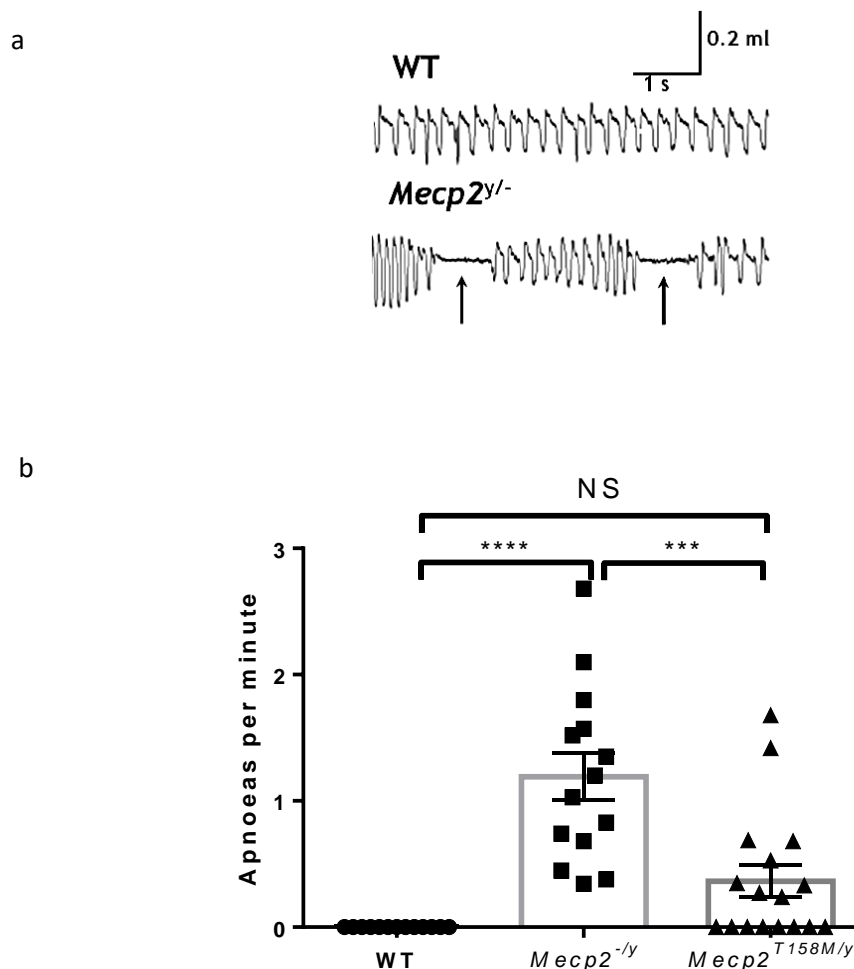 a
0.2 ml
WT
1 s
Mecp2y/-
b
NS
**** ***
3
2
1
0
Apnoeas per minute
WT Mecp2-/y Mecp2T158M/y